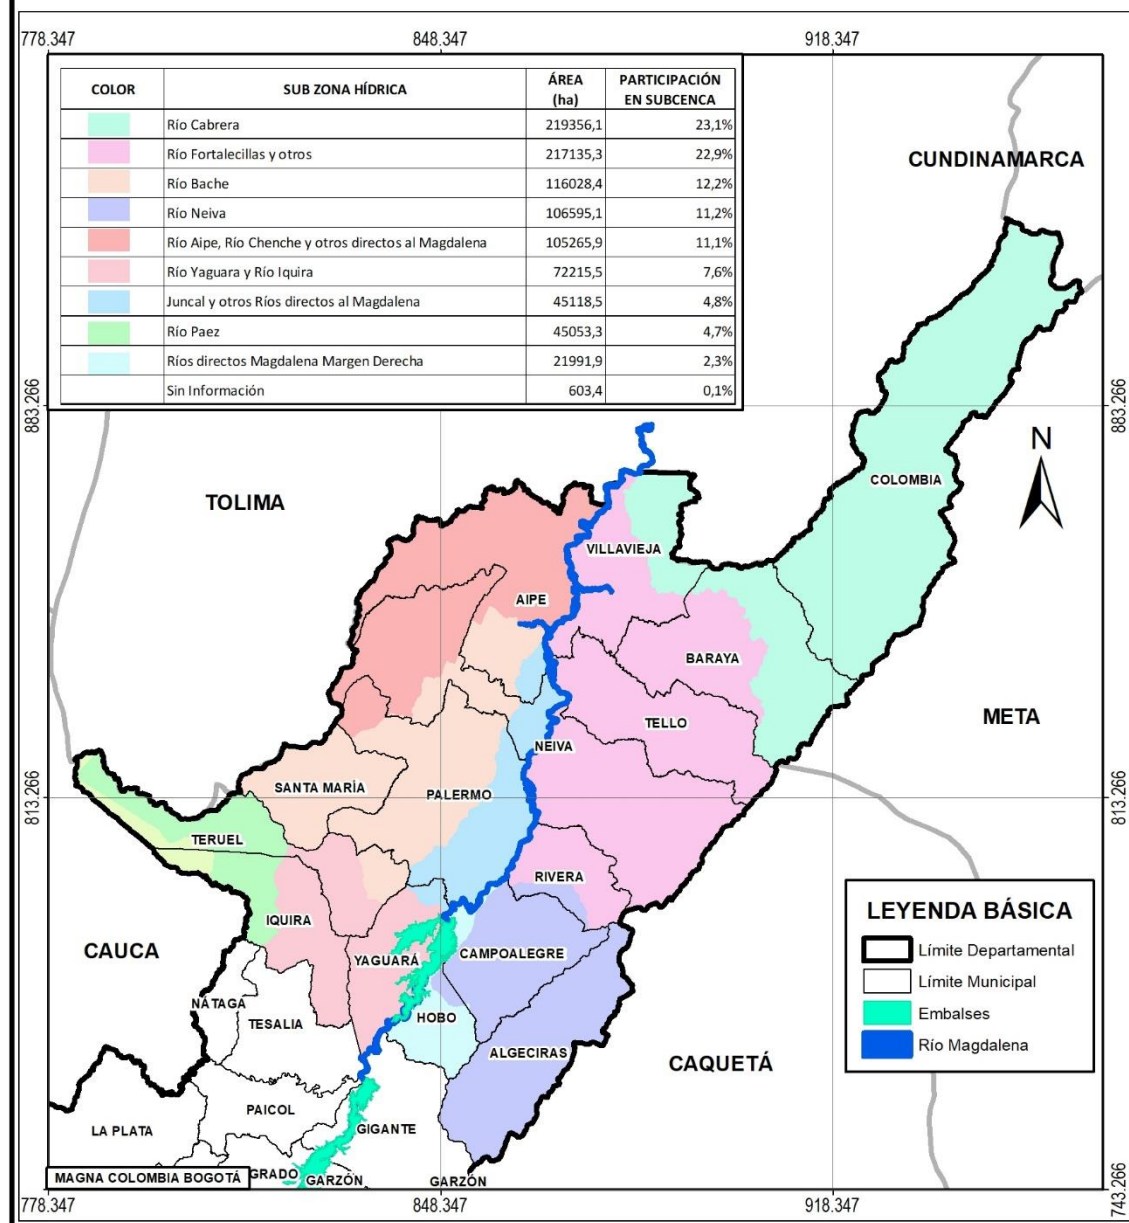 778.347
848.347
918.347
COLOR
SUB ZONA HÍDRICA
ÁREA
(ha)
PARTICIPACIÓN
EN SUBCENCA
Río Cabrera 219356,1 23,1%
Río Fortalecillas y otros 217135,3 22,9%
Río Bache 116028,4 12,2%
Río Neiva 106595,1 11,2%
Río Aipe, Río Chenche y otros directos al Magdalena 105265,9 11,1%
Río Yaguara y Río Iquira 72215,5 7,6%
Juncal y otros Ríos directos al Magdalena 45118,5 4,8%
Río Paez 45053,3 4,7%
Ríos directos Magdalena Margen Derecha 21991,9 2,3%
Sin Información 603,4 0,1%
CUNDINAMARCA
883.266
883.266
N
COLOMBIA
TOLIMA
VILLAVIEJA
AIPE
BARAYA
META
TELLO
NEIVA
SANTA MARÌA
PALERMO
813.266
813.266
TERUEL
RIVERA
IQUIRA
CAUCA
YAGUARÁ
CAMPOALEGRE
NÁTAGA
TESALIA
HOBO
ALGECIRAS
CAQUETÁ
LEYENDA BÁSICA
Límite Departamental
Límite Municipal
Embalses
Río Magdalena
PAICOL
LA PLATA
GIGANTE
MAGNA COLOMBIA BOGOTÁ
GRADO
GARZÓN
GARZÓN
778.347
848.347
918.347
743.266